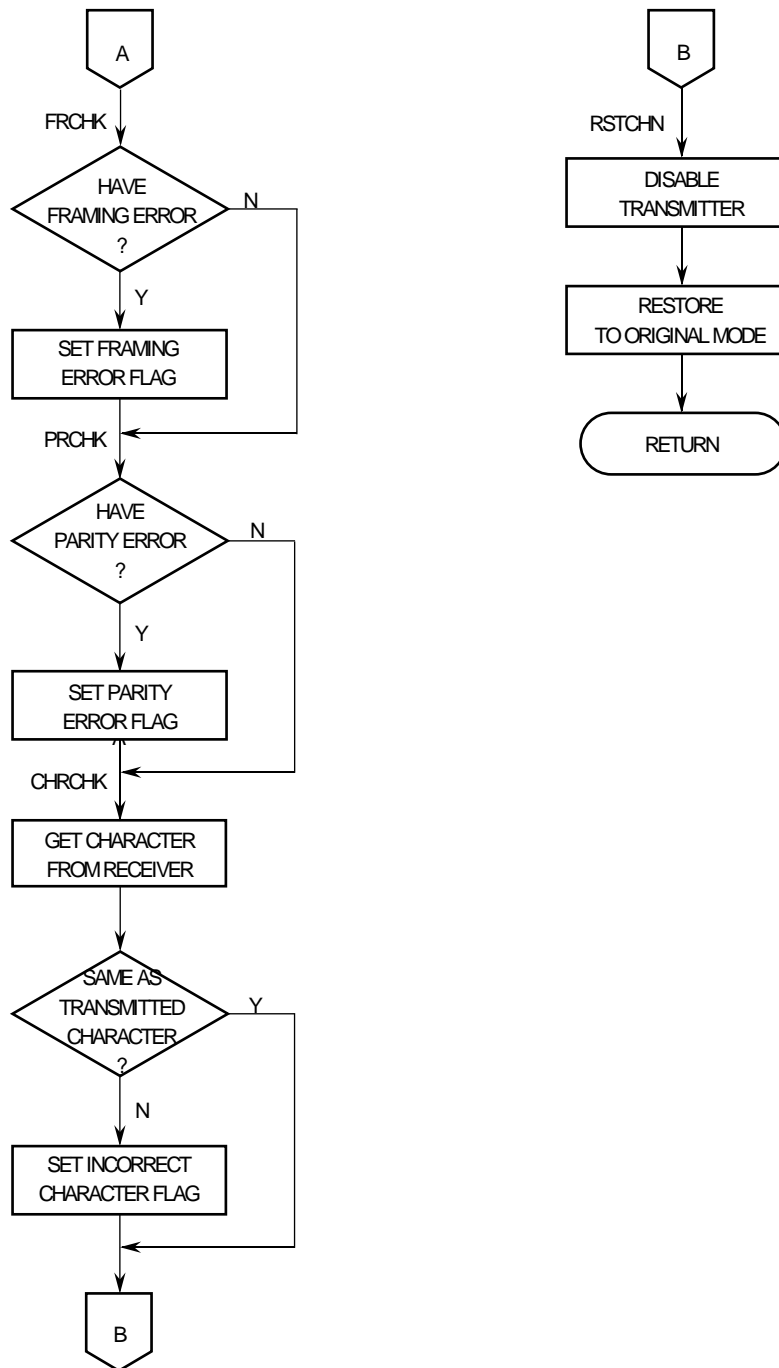 A
FRCHK
HAVE
FRAMING ERROR
?
N
Y
SET FRAMING
ERROR FLAG
PRCHK
HAVE
PARITY ERROR
?
N
Y
SET PARITY
ERROR FLAG
CHRCHK
GET CHARACTER
FROM RECEIVER
SAME AS
TRANSMITTED
CHARACTER
?
Y
N
SET INCORRECT
CHARACTER FLAG
B
B
RSTCHN
DISABLE
TRANSMITTER
RESTORE
TO ORIGINAL MODE
RETURN